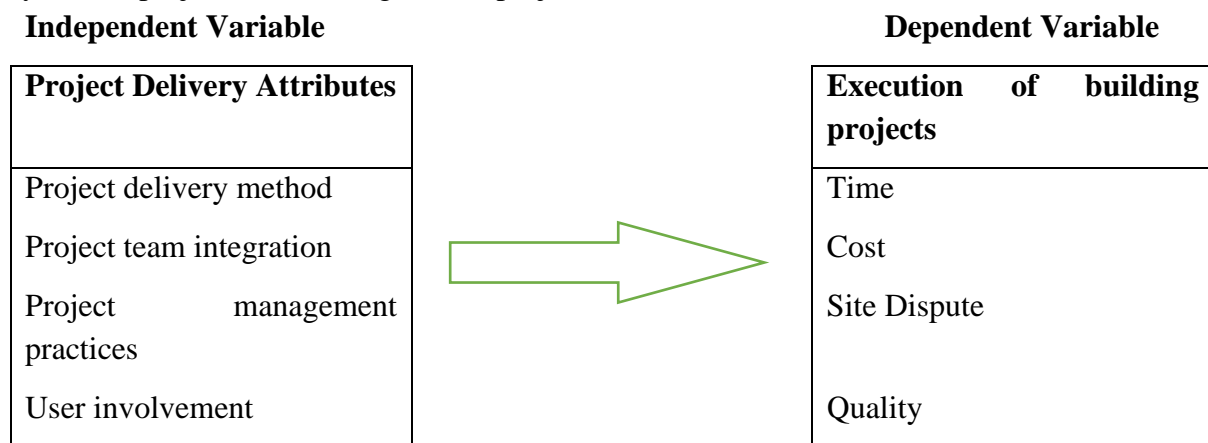 Independent Variable
Dependent Variable
Project Delivery Attributes
Project delivery method
Project team integration
Project management
practices
User involvement
Execution of building
projects
Time
Cost
Site Dispute
Quality